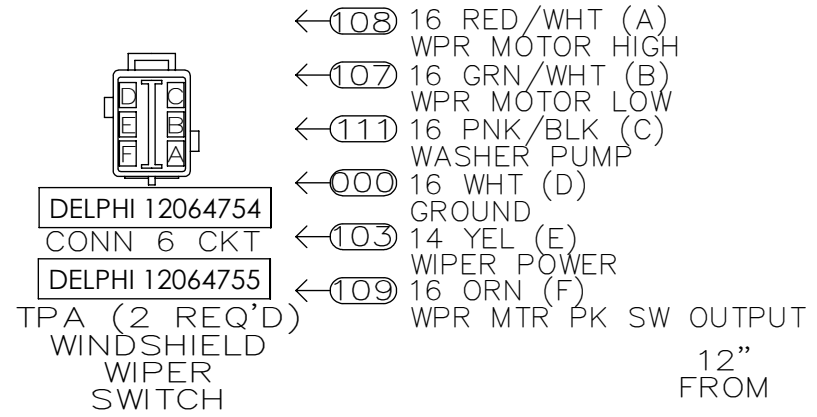 D C
E B
F A
DELPHI 12064754
CONN 6 CKT
DELPHI 12064755
TPA (2 REQ'D)
WINDSHIELD
WIPER
SWITCH
108 16 RED/WHT (A)
WPR MOTOR HIGH
107 16 GRN/WHT (B)
WPR MOTOR LOW
111 16 PNK/BLK (C)
WASHER PUMP
000 16 WHT (D)
GROUND
103 14 YEL (E)
WIPER POWER
109 16 ORN (F)
WPR MTR PK SW OUTPUT
12”
FROM